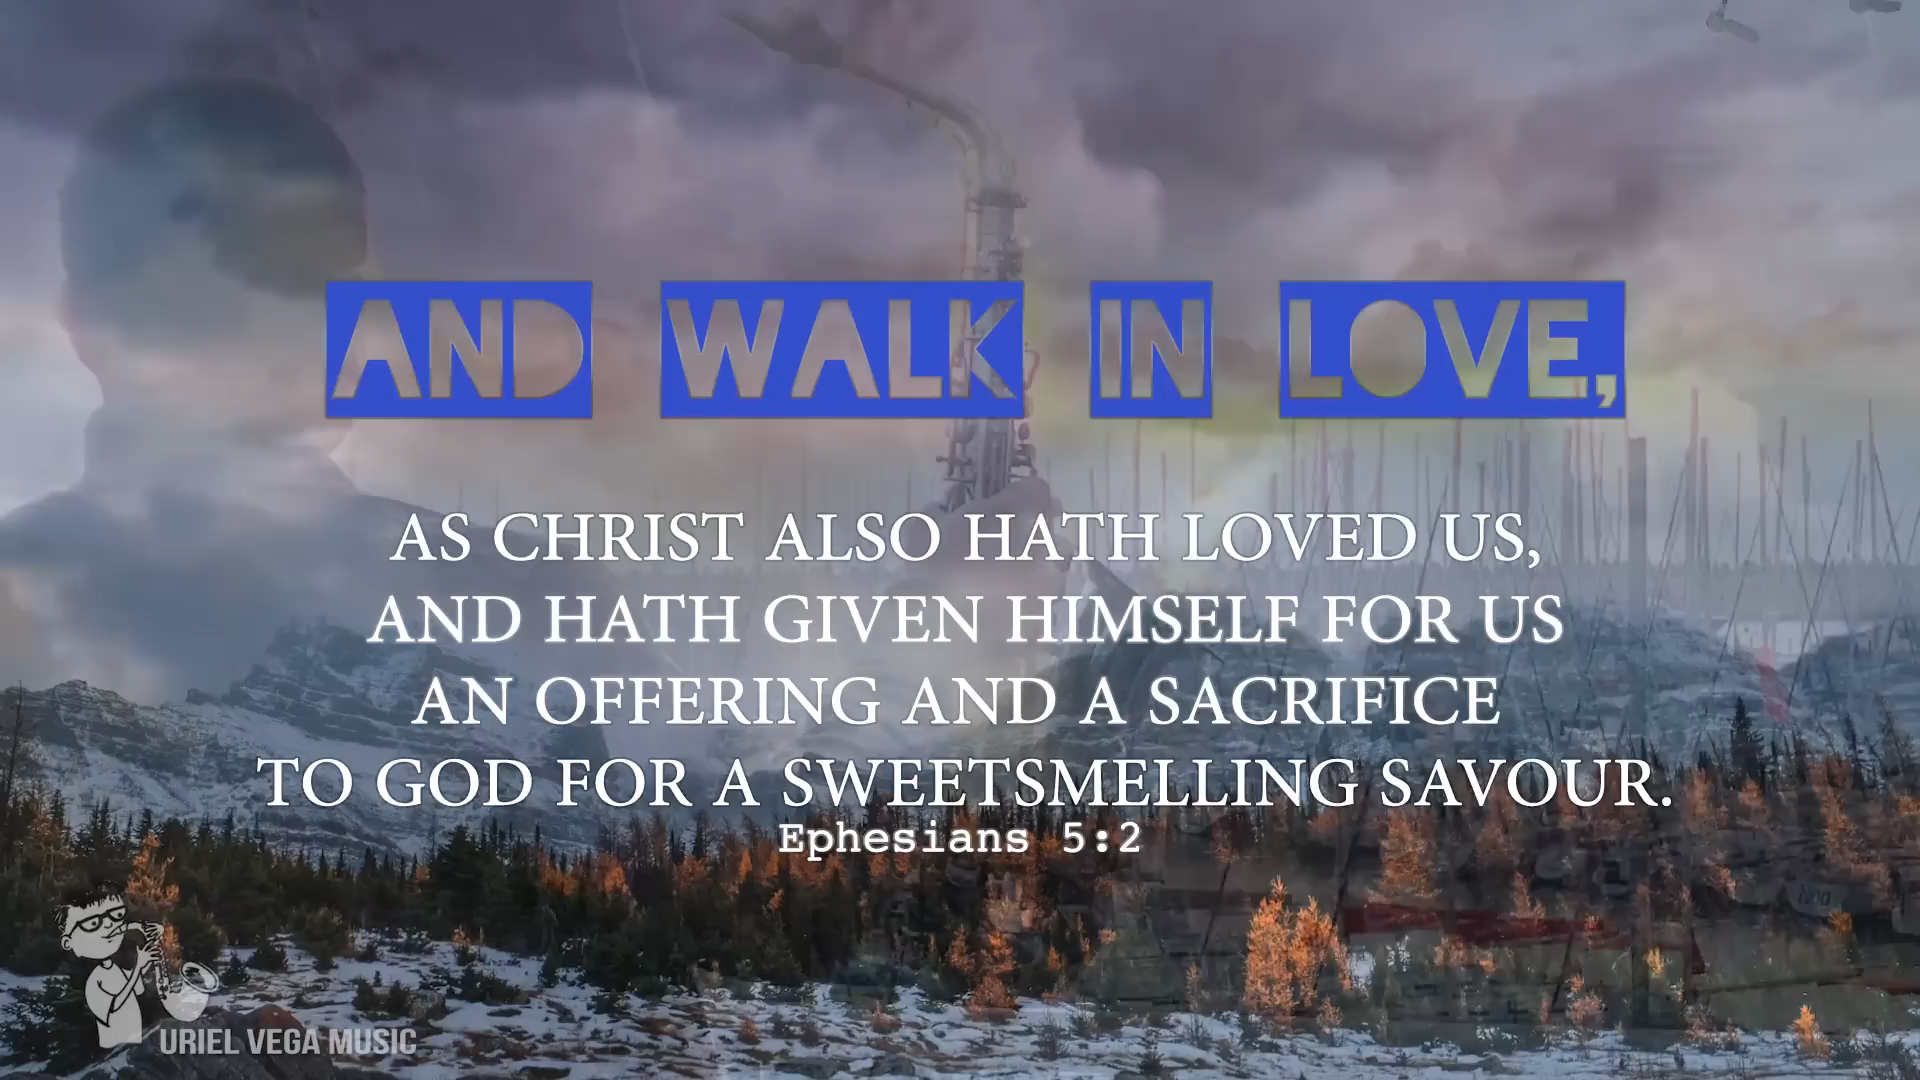 AND WALK IN LOVE,
AS CHRIST ALSO HATH LOVED US,
AND HATH GIVEN HIMSELF FOR US
AN OFFERING AND A SACRIFICE
TO GOD FOR A SWEETSMELLING SAVOUR.
Ephesians 5:2
URIEL VEGA MUSIC